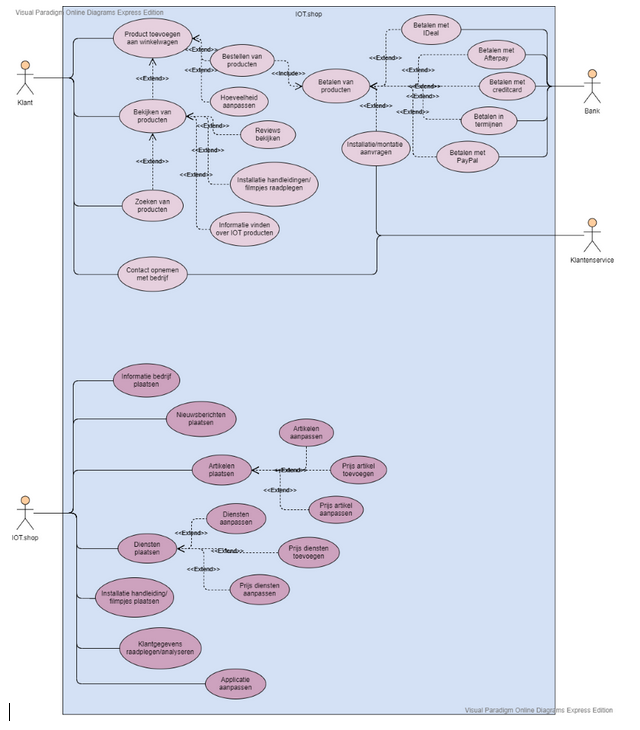 Visual Paradigm Online Diagrams Express Edition
IOT.shop
Product toevoegen
aan winkelwagen
<<Extend>>
Bestellen van
producten
<<Extend>>
<<Extend>>
Hoeveelheid
aanpassen
<<Include>>
Betalen van
producten
<<Extend>>
Betalen met
IDeal
Betalen met
Afterpay
<<Extend>>
Betalen met
creditcard
<<Extend>>
<<Extend>>
Betalen in
termijnen
<<Extend>>
Betalen met
PayPal
Klant
Bank
Bekijken van
producten
<<Extend>>
Reviews
bekijken
<<Extend>>
Installatie/montatie
aanvragen
<<Extend>>
<<Extend>>
Installatie handleidingen/
filmpjes raadplegen
Zoeken van
producten
Informatie vinden
over IOT producten
Klantenservice
Contact opnemen
met bedrijf
Informatie bedrijf
plaatsen
Nieuwsberichten
plaatsen
Artikelen
aanpassen
Artikelen
plaatsen
<<Extend>>
Prijs artikel
toevoegen
<<Extend>>
Prijs artikel
aanpassen
IOT.shop
Diensten
aanpassen
<<Extend>>
Diensten
plaatsen
<<Extend>>
Prijs diensten
toevoegen
<<Extend>>
Prijs diensten
aanpassen
Installatie handleiding/
filmpjes plaatsen
Klantgegevens
raadplegen/analyseren
Applicatie
aanpassen
Visual Paradigm Online Diagrams Express Edition